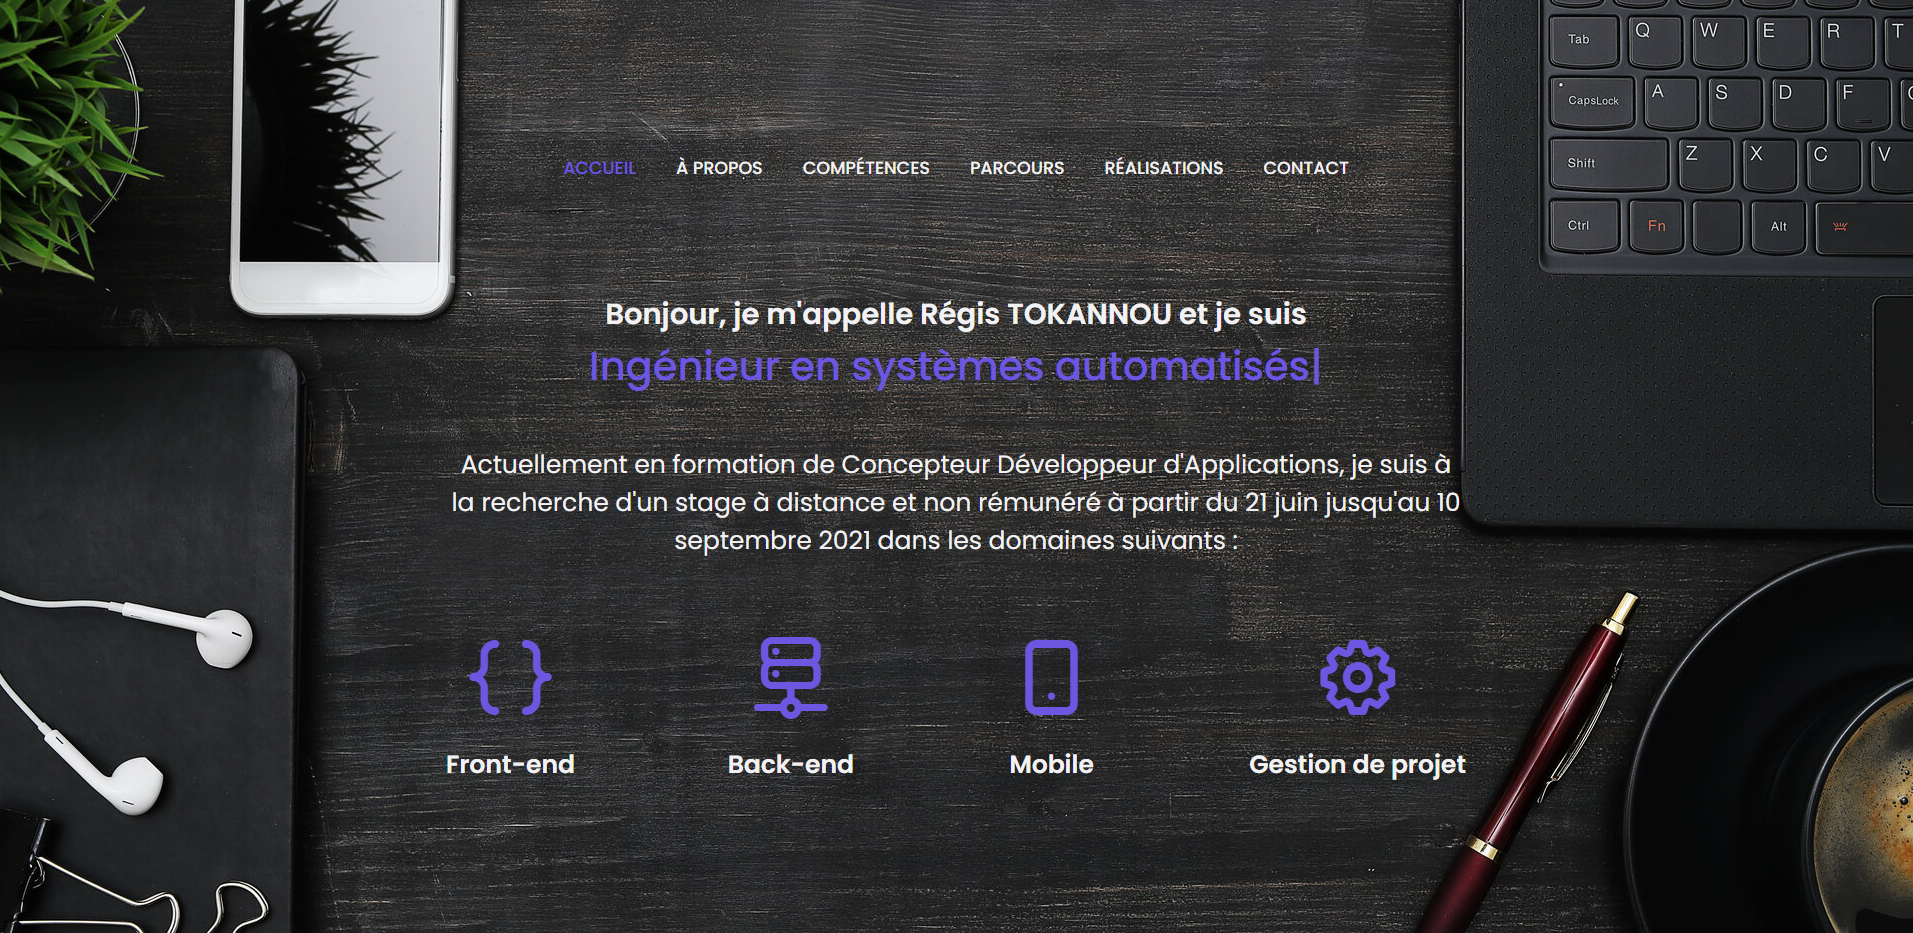 Tab Q W E R T
CapsLock A S D F
Shift Z X C V
Ctrl Fn Alt
ACCUEIL À PROPOS COMPÉTENCES PARCOURS RÉALISATIONS CONTACT
Bonjour, je m'appelle Régis TOKANNOU et je suis
Ingénieur en systèmes automatisés|
Actuellement en formation de Concepteur Développeur d'Applications, je suis à
la recherche d'un stage à distance et non rémunéré à partir du 21 juin jusqu'au 10
septembre 2021 dans les domaines suivants :
Front-end Back-end Mobile Gestion de projet